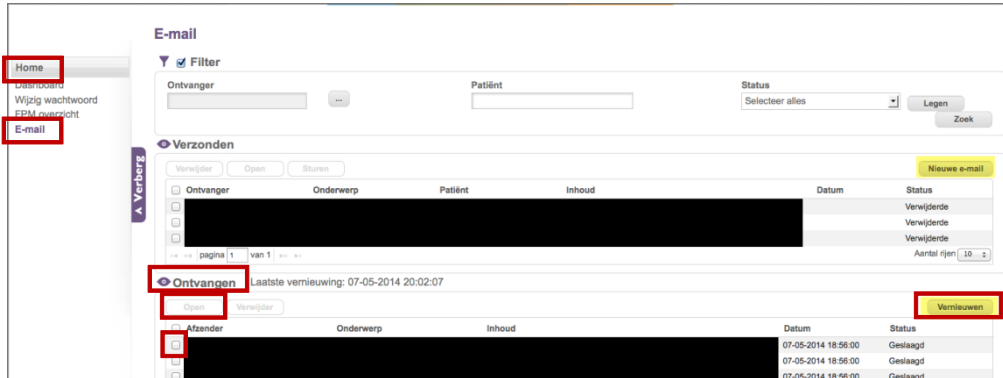 E-mail
Home
Dashboard
Wijzig wachtwoord
EPM overzicht
E-mail
Verberg
Filter
Ontvanger Patiënt Status
... Selecteer alles Legen
Zoek
Verzonden
Verwijder Open Sturen Nieuwe e-mail
Ontvanger Onderwerp Patiënt Inhoud Datum Status
Verwijderde
Verwijderde
Verwijderde
pagina 1 van 1 Aantal rijen 10
Ontvangen Laatste vernieuwing: 07-05-2014 20:02:07
Open Verwijder Vernieuwen
Afzender Onderwerp Inhoud Datum Status
07-05-2014 18:56:00 Geslaagd
07-05-2014 18:56:00 Geslaagd
07-05-2014 18:56:00 Geslaagd